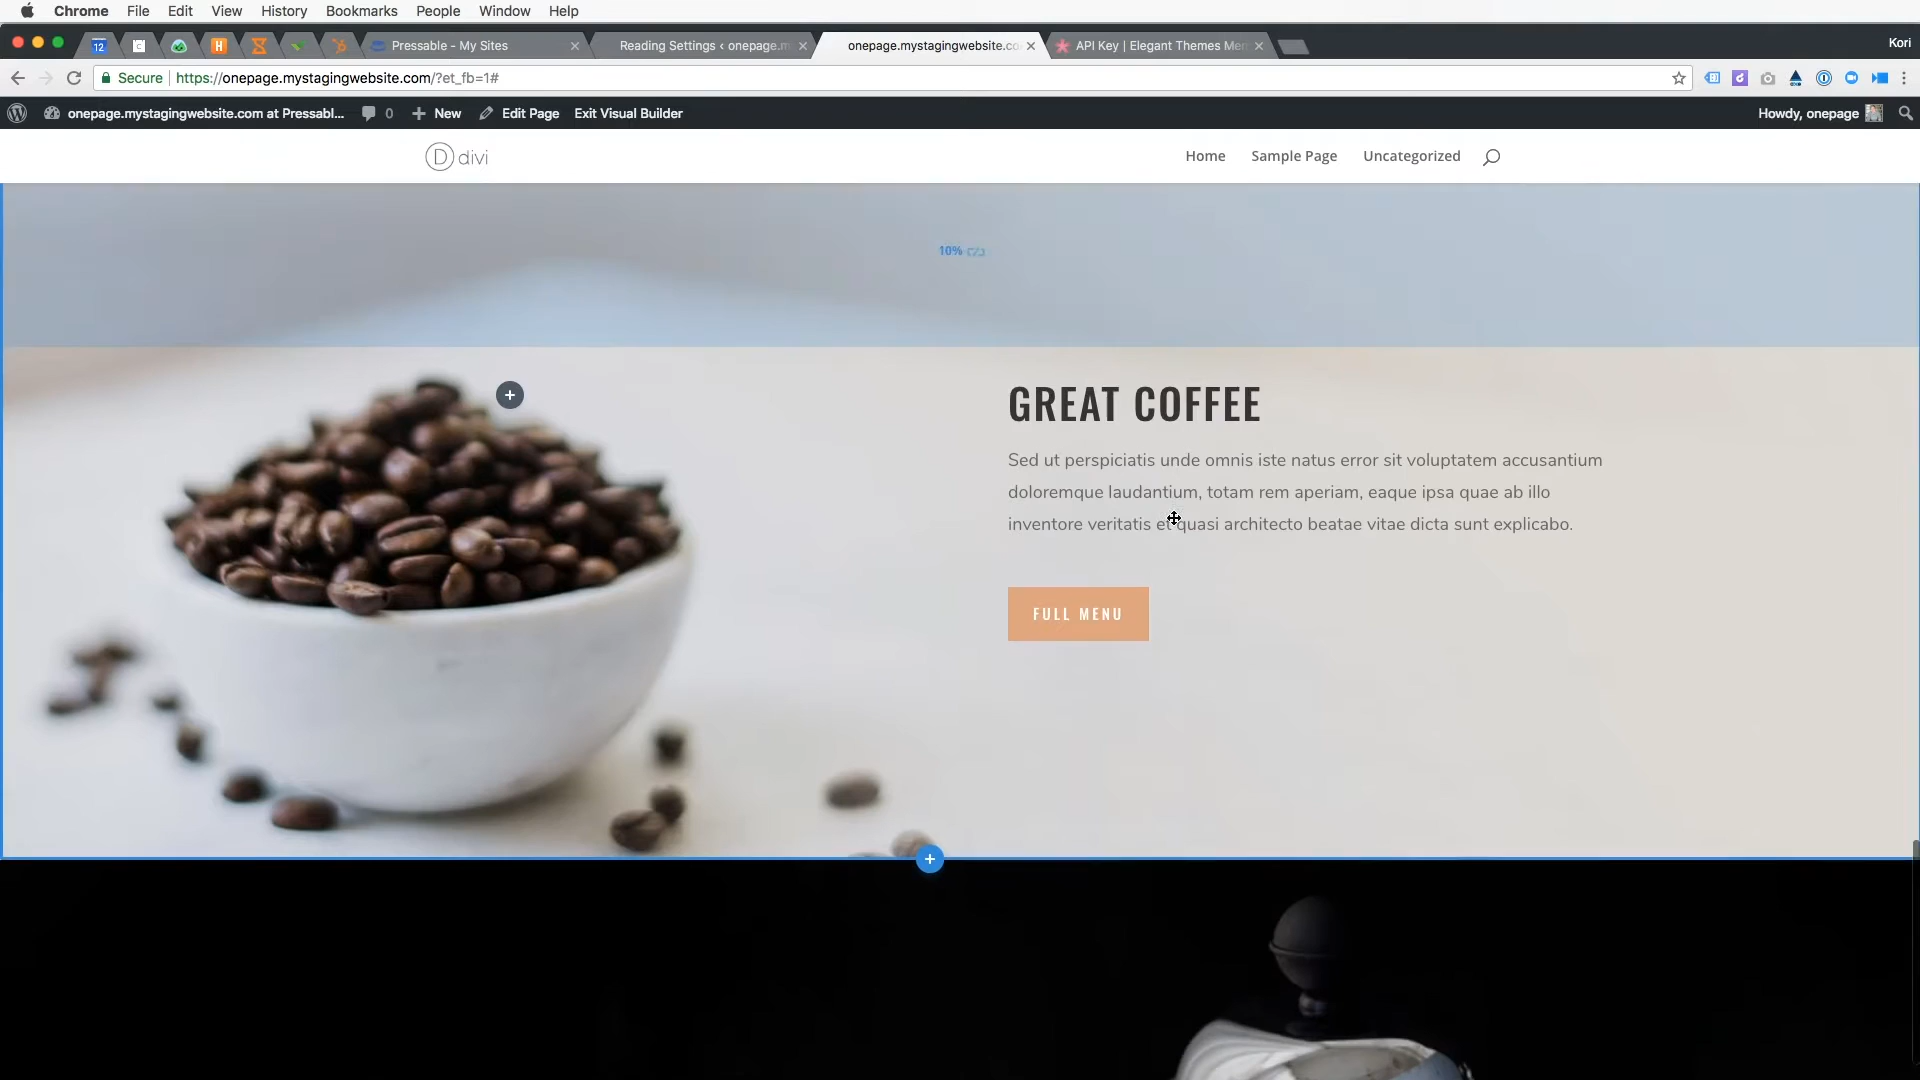 Chrome File Edit View History Bookmarks People Window Help
12 C H Pressable - My Sites Reading Settings ‹ onepage.m onepage.mystagingwebsite.co API Key | Elegant Themes Mem Kori
Secure https://onepage.mystagingwebsite.com/?et_fb=1#
onepage.mystagingwebsite.com at Pressabl... 0 New Edit Page Exit Visual Builder Howdy, onepage
D divi Home Sample Page Uncategorized
10%
GREAT COFFEE
Sed ut perspiciatis unde omnis iste natus error sit voluptatem accusantium
doloremque laudantium, totam rem aperiam, eaque ipsa quae ab illo
inventore veritatis et quasi architecto beatae vitae dicta sunt explicabo.
FULL MENU